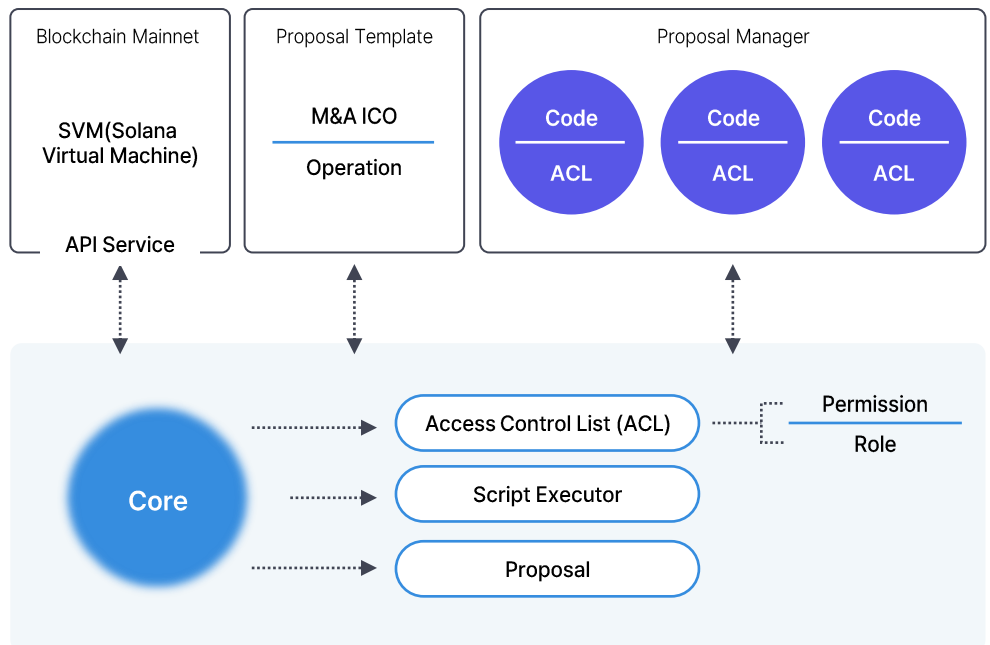 Blockchain Mainnet
SVM(Solana
Virtual Machine)
API Service
Proposal Template
M&A ICO
Operation
Proposal Manager
Code
ACL
Code
ACL
Code
ACL
Core
Access Control List (ACL)
Script Executor
Proposal
Permission
Role